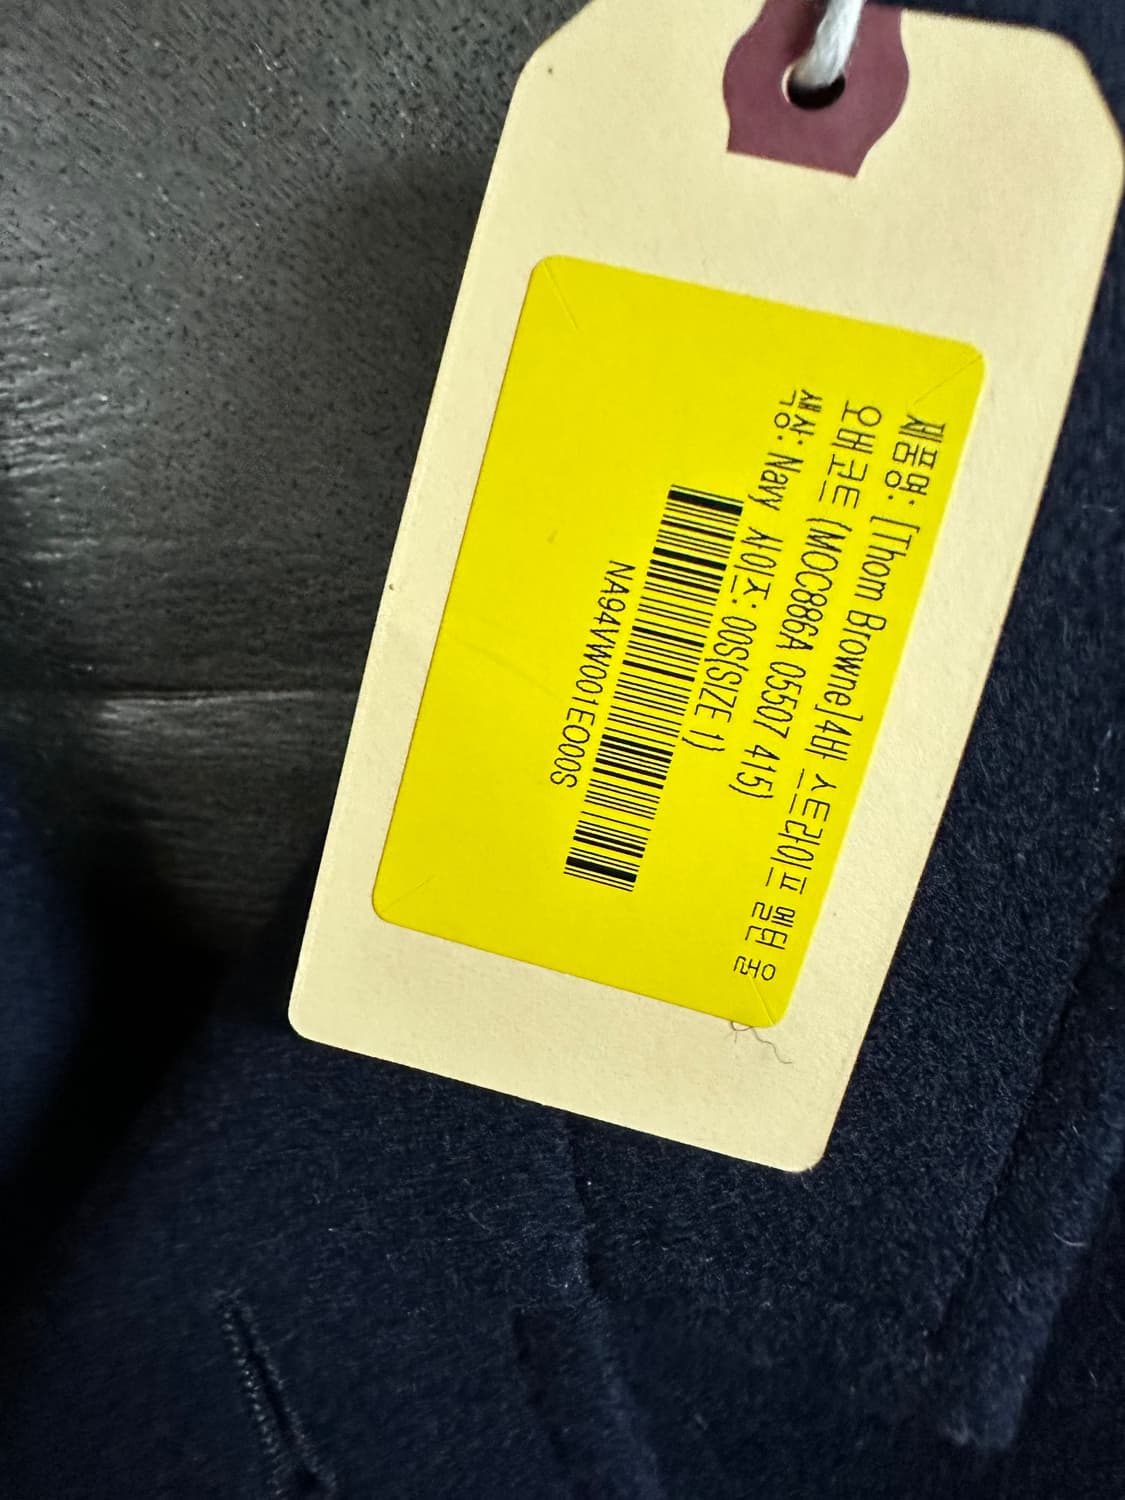 제품명: [Thom Browne]4바 스트라이프 멜턴 울
오버코트 (MOC886A 05507 415)
색상: Navy 사이즈: 00S(SIZE 1)
NA94VW001EO00S